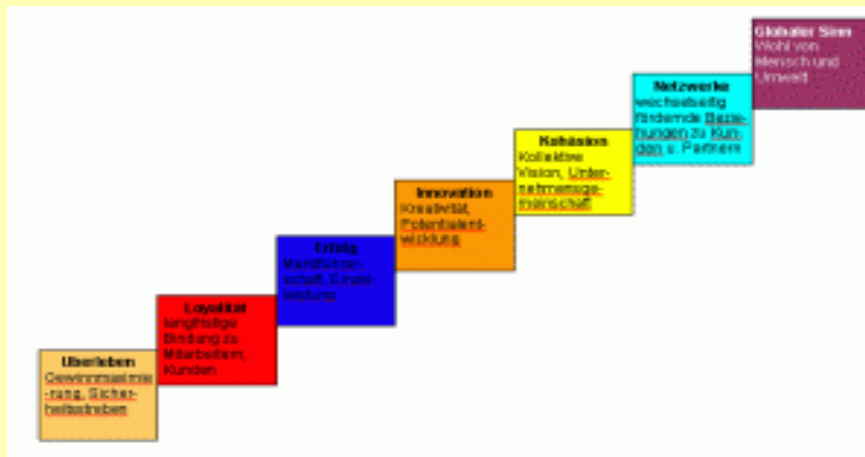 Globaler Sinn
Wohl von
Mensch und
Umwelt
Netzwerke
wechselseitig
fördernde Bezie-
hungen zu Kun-
den u. Partnern
Kohäsion
Kollektive
Vision, Unter-
nehmensge-
meinschaft
Innovation
Kreativität,
Potentialent-
wicklung
Erfolg
Marktführer-
schaft, Einzel-
leistung
Loyalität
langfristige
Bindung zu
Mitarbeitern,
Kunden
Überleben
Gewinnmaximie
-rung, Sicher-
heitsstreben